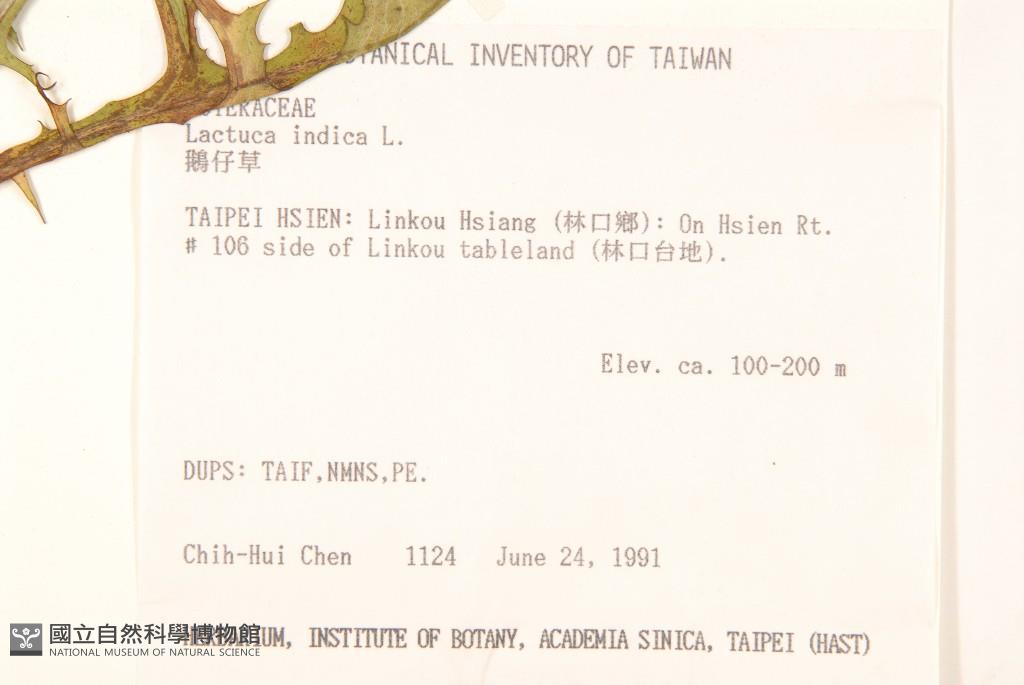 BOTANICAL INVENTORY OF TAIWAN
ASTERACEAE
Lactuca indica L.
鵝仔草
TAIPEI HSIEN: Linkou Hsiang (林口鄉): On Hsien Rt.
# 106 side of Linkou tableland (林口台地).
Elev. ca. 100-200 m
DUPS: TAIF,NMNS,PE.
Chih-Hui Chen 1124 June 24, 1991
HERBARIUM, INSTITUTE OF BOTANY, ACADEMIA SINICA, TAIPEI (HAST)
國立自然科學博物館
NATIONAL MUSEUM OF NATURAL SCIENCE